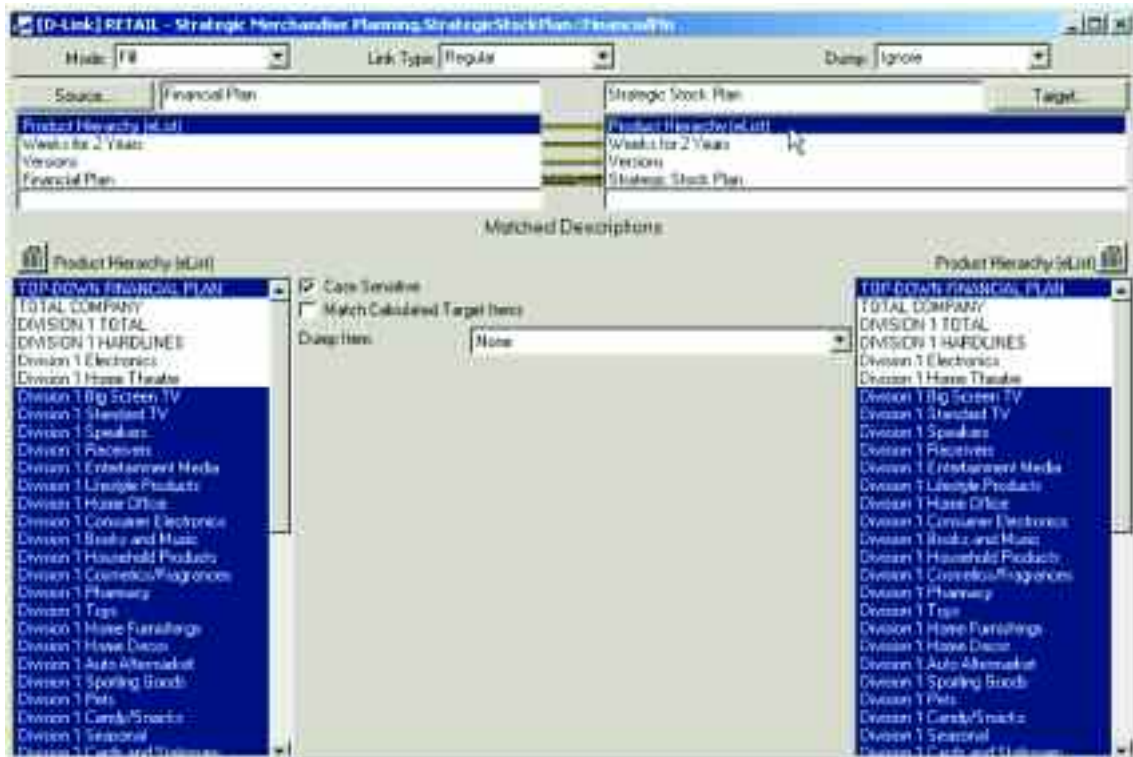 [D-Link] RETAIL - Strategic Merchandise Planning.StrategicStockPlan
Mode: Fill
Link Type: Regular
Dump: Ignore
Source... Financial Plan
Strategic Stock Plan Target...
Product Hierarchy (eList)
Weeks for 2 Years
Versions
Financial Plan
Product Hierarchy (eList)
Weeks for 2 Years
Versions
Strategic Stock Plan
Matched Descriptions
Product Hierarchy (eList)
Product Hierarchy (eList)
TOP DOWN FINANCIAL PLAN
TOTAL COMPANY
DIVISION 1 TOTAL
DIVISION 1 HARDLINES
Division 1 Electronics
Division 1 Home Theatre
Division 1 Big Screen TV
Division 1 Standard TV
Division 1 Speakers
Division 1 Receivers
Division 1 Entertainment Media
Division 1 Lifestyle Products
Division 1 Home Office
Division 1 Consumer Electronics
Division 1 Books and Music
Division 1 Household Products
Division 1 Cosmetics/Fragrances
Division 1 Pharmacy
Division 1 Toys
Division 1 Home Furnishings
Division 1 Home Decor
Division 1 Auto Aftermarket
Division 1 Sporting Goods
Division 1 Pets
Division 1 Candy/Snacks
Division 1 Seasonal
Division 1 Cards and Stationery
Case Sensitive
Match Calculated Target Items
Dump Item None
TOP DOWN FINANCIAL PLAN
TOTAL COMPANY
DIVISION 1 TOTAL
DIVISION 1 HARDLINES
Division 1 Electronics
Division 1 Home Theatre
Division 1 Big Screen TV
Division 1 Standard TV
Division 1 Speakers
Division 1 Receivers
Division 1 Entertainment Media
Division 1 Lifestyle Products
Division 1 Home Office
Division 1 Consumer Electronics
Division 1 Books and Music
Division 1 Household Products
Division 1 Cosmetics/Fragrances
Division 1 Pharmacy
Division 1 Toys
Division 1 Home Furnishings
Division 1 Home Decor
Division 1 Auto Aftermarket
Division 1 Sporting Goods
Division 1 Pets
Division 1 Candy/Snacks
Division 1 Seasonal
Division 1 Cards and Stationery